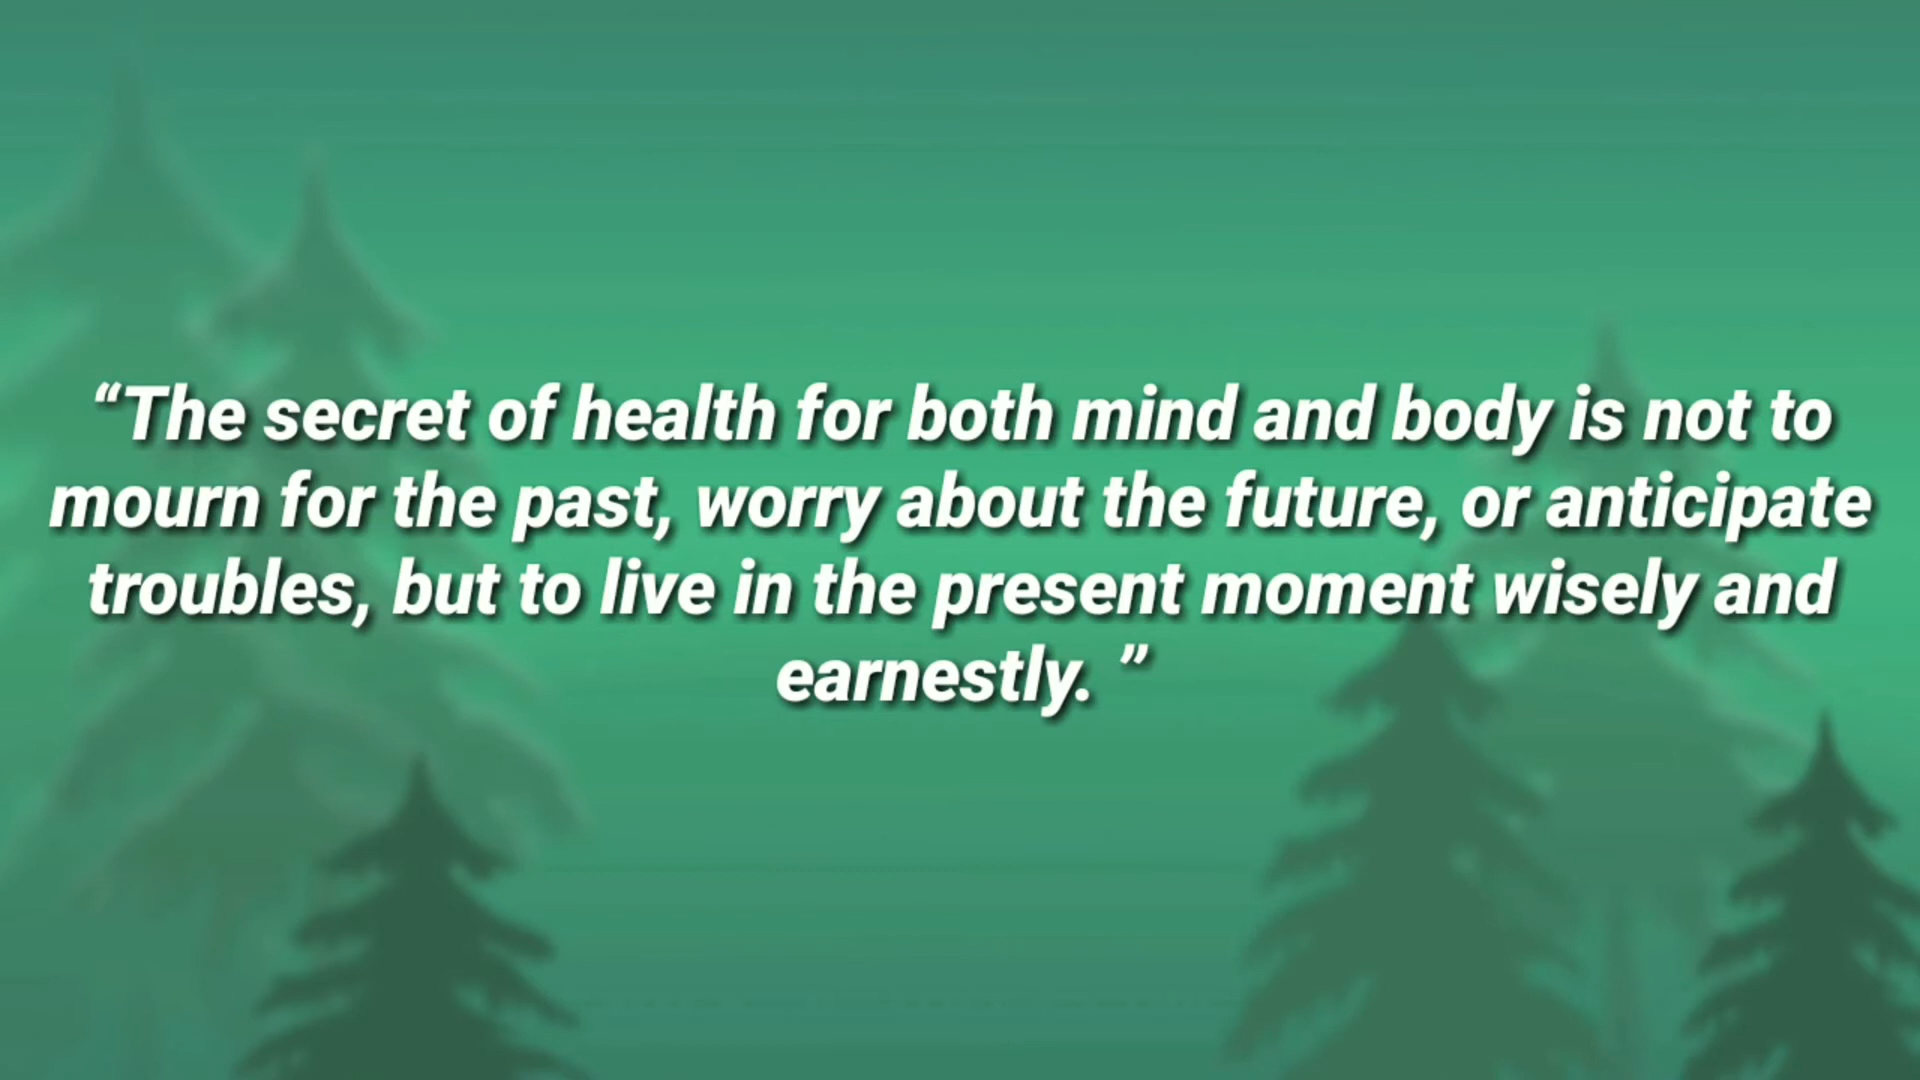 “The secret of health for both mind and body is not to
mourn for the past, worry about the future, or anticipate
troubles, but to live in the present moment wisely and
earnestly. ”